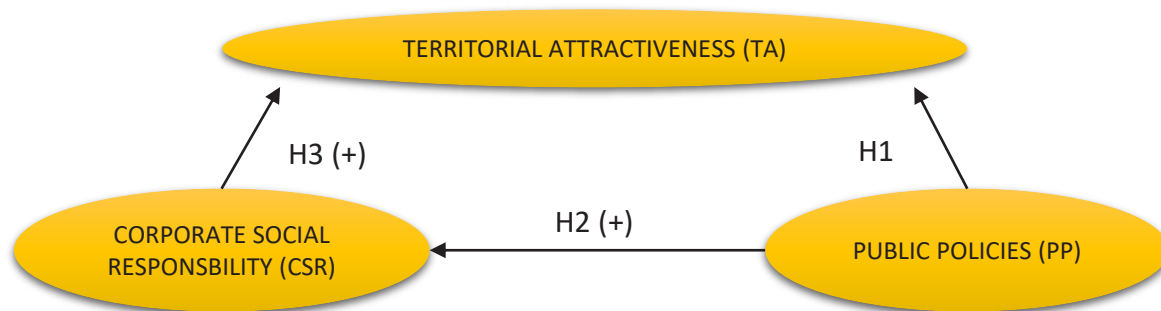 TERRITORIAL ATTRACTIVENESS (TA)
H3 (+)
H1
H2 (+)
CORPORATE SOCIAL
RESPONSBILITY (CSR)
PUBLIC POLICIES (PP)